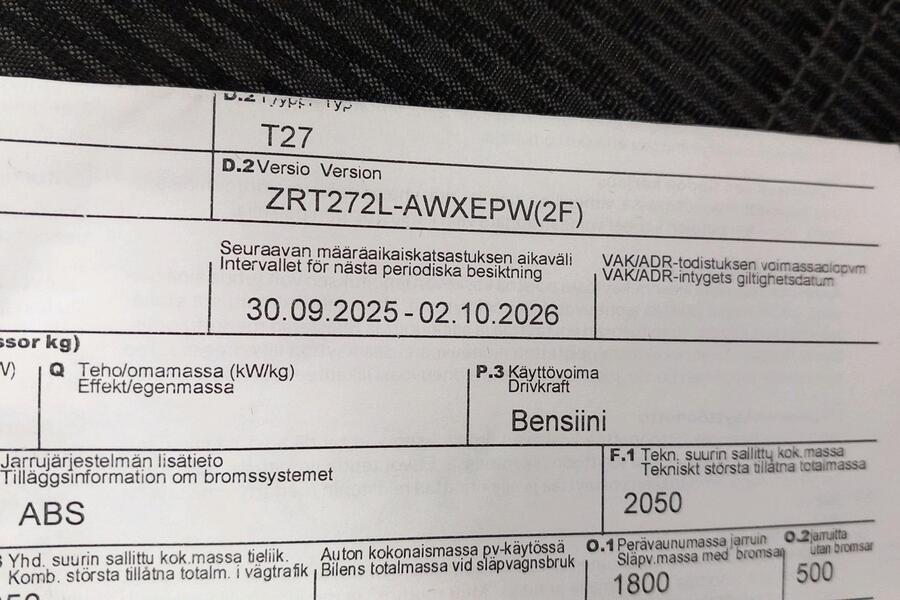 D.2 Tyyppi Typ
T27
D.2 Versio Version
ZRT272L-AWXEPW(2F)
Seuraavan määräaikaiskatsastuksen aikaväli
Intervallet för nästa periodiska besiktning
30.09.2025 - 02.10.2026
VAK/ADR-todistuksen voimassaolopvm
VAK/ADR-intygets giltighetsdatum
ssor kg)
Q Teho/omamassa (kW/kg)
Effekt/egenmassa
P.3 Käyttövoima
Drivkraft
Bensiini
Jarrujärjestelmän lisätieto
Tilläggsinformation om bromssystemet
ABS
F.1 Tekn. suurin sallittu kok.massa
Tekniskt största tillåtna totalmassa
2050
Yhd. suurin sallittu kok.massa tieliik.
Komb. största tillåtna totalm. i vägtrafik
Auton kokonaismassa pv-käytössä
Bilens totalmassa vid släpvagnsbruk
O.1 Perävaunumassa jarruin
Släpv.massa med bromsar
1800
O.2 jarruitta
utan bromsar
500